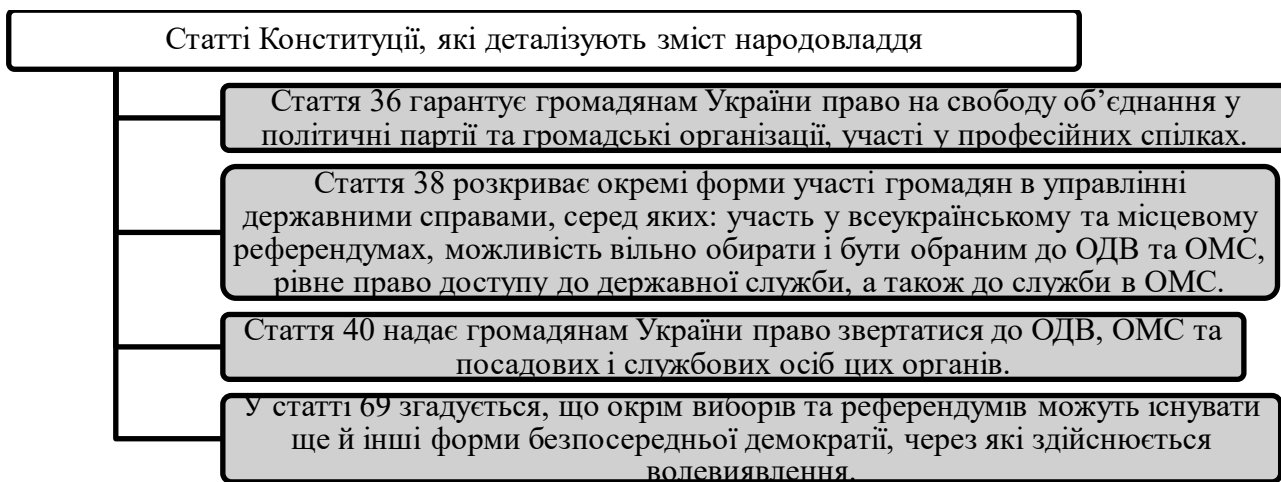 Статті Конституції, які деталізують зміст народовладдя
Стаття 36 гарантує громадянам України право на свободу об’єднання у
політичні партії та громадські організації, участі у професійних спілках.
Стаття 38 розкриває окремі форми участі громадян в управлінні
державними справами, серед яких: участь у всеукраїнському та місцевому
референдумах, можливість вільно обирати і бути обраним до ОДВ та ОМС,
рівне право доступу до державної служби, а також до служби в ОМС.
Стаття 40 надає громадянам України право звертатися до ОДВ, ОМС та
посадових і службових осіб цих органів.
У статті 69 згадується, що окрім виборів та референдумів можуть існувати
ще й інші форми безпосередньої демократії, через які здійснюється
волевиявлення.